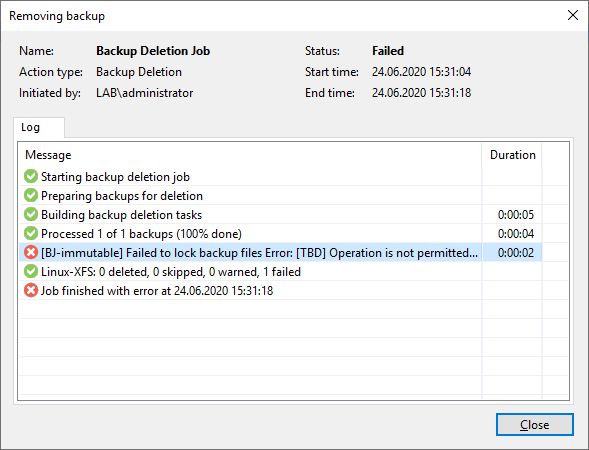 Removing backup
Name: Backup Deletion Job Status: Failed
Action type: Backup Deletion Start time: 24.06.2020 15:31:04
Initiated by: LAB\administrator End time: 24.06.2020 15:31:18
Log
Message Duration
Starting backup deletion job
Preparing backups for deletion
Building backup deletion tasks 0:00:05
Processed 1 of 1 backups (100% done) 0:00:04
[BJ-immutable] Failed to lock backup files Error: [TBD] Operation is not permitted... 0:00:02
Linux-XFS: 0 deleted, 0 skipped, 0 warned, 1 failed
Job finished with error at 24.06.2020 15:31:18
Close